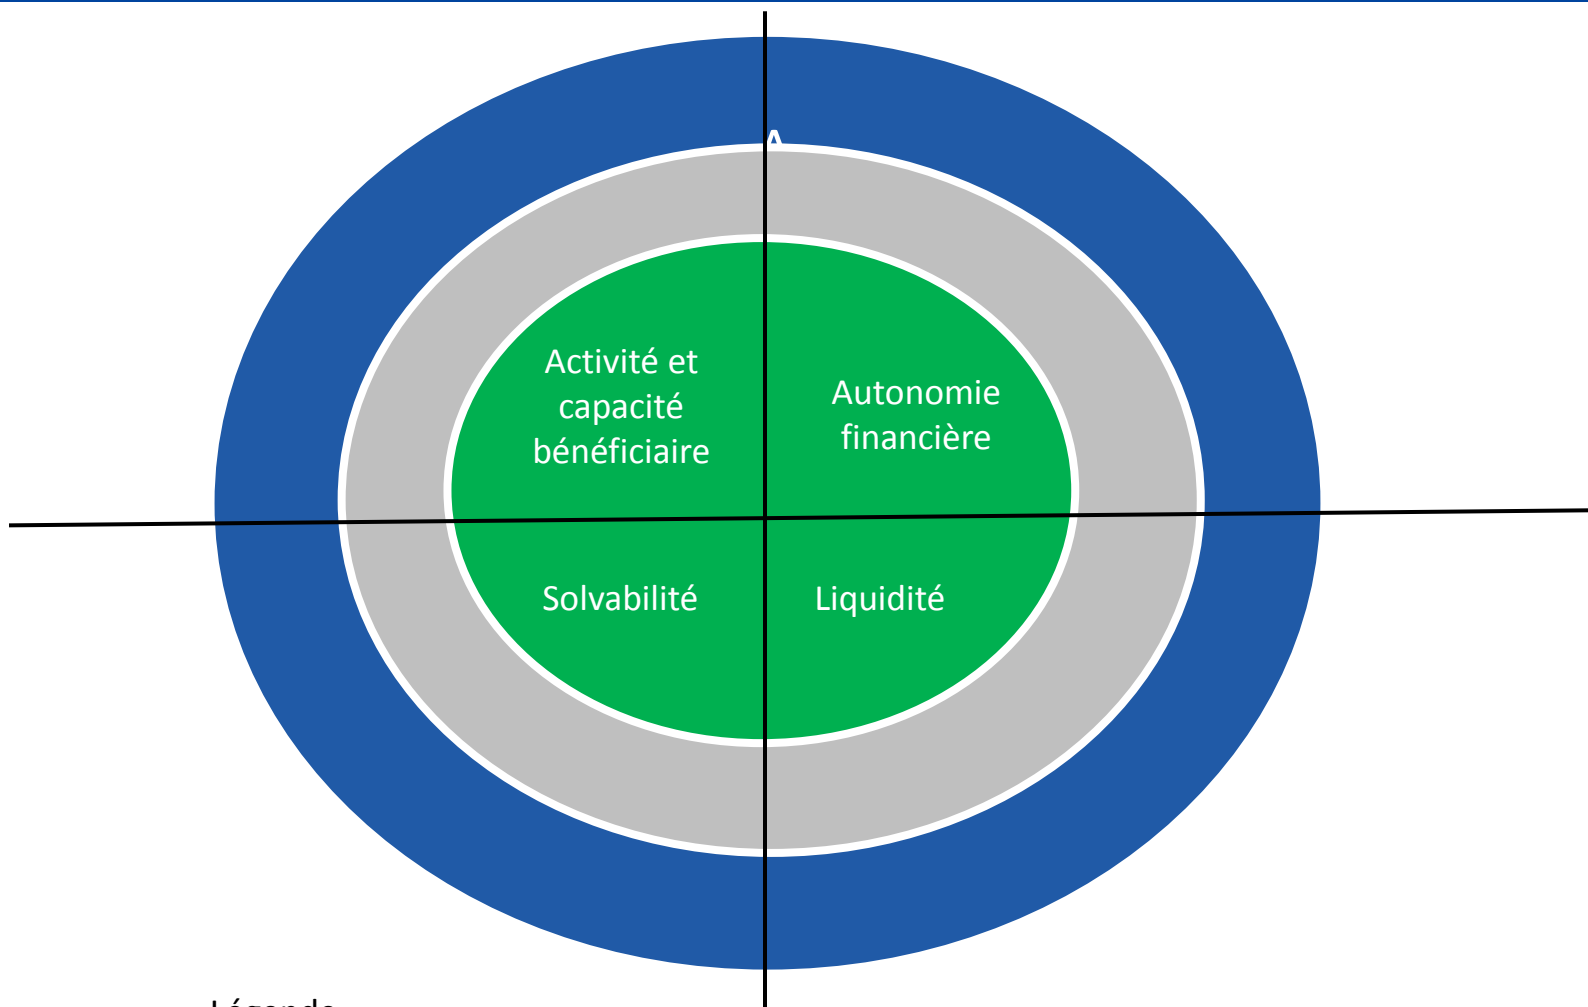 Activité et
capacité
bénéficiaire
Autonomie
financière
Solvabilité
Liquidité